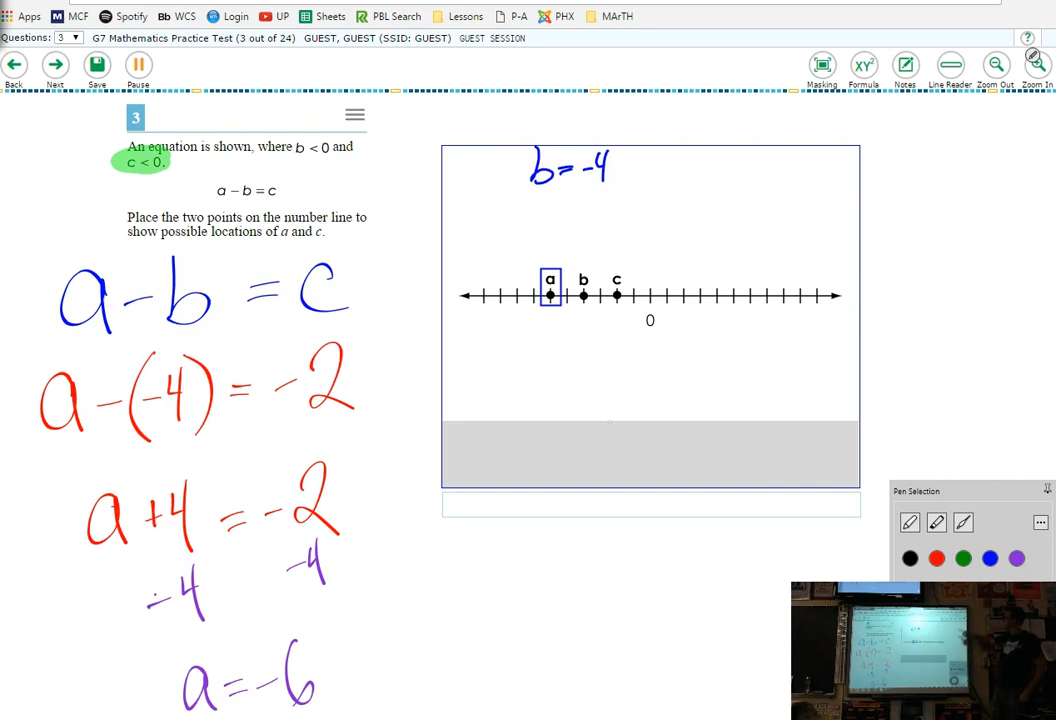 Apps MCF Spotify Bb WCS Login UP Sheets PBL Search Lessons P-A PHX MArTH
Questions: 3 G7 Mathematics Practice Test (3 out of 24) GUEST, GUEST (SSID: GUEST) GUEST SESSION
Back Next Save Pause Masking Formula Notes Line Reader Zoom Out Zoom In
XY²
3
An equation is shown, where b < 0 and
c < 0.
a – b = c
Place the two points on the number line to
show possible locations of a and c.
a - b = c
a - (-4) = -2
a + 4 = -2
-4 -4
a = -6
b = -4
a b c
0
Pen Selection